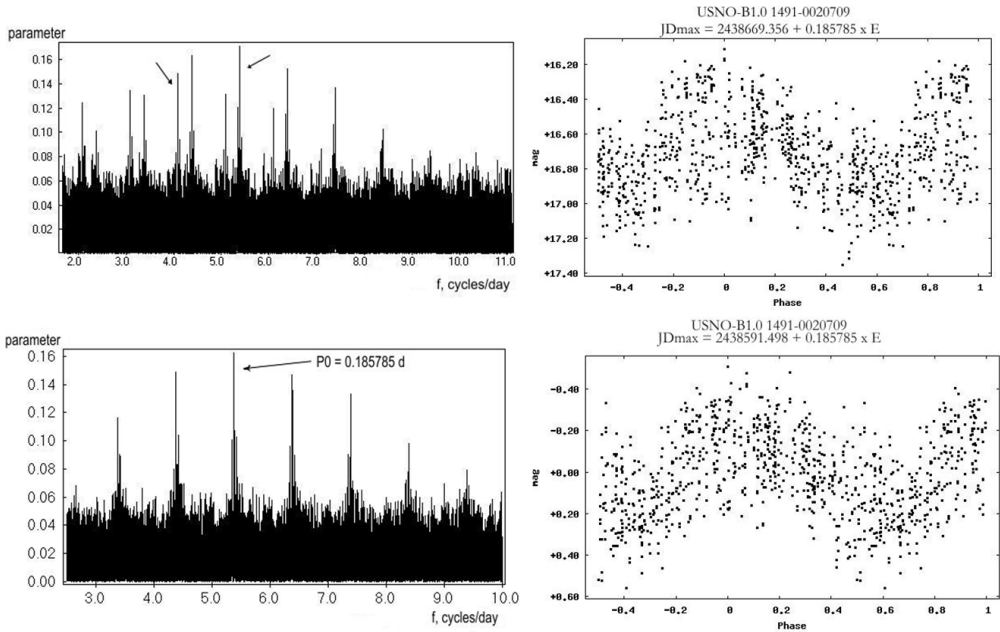 parameter
0.16
0.14
0.12
0.10
0.08
0.06
0.04
0.02
2.0 3.0 4.0 5.0 6.0 7.0 8.0 9.0 10.0 11.0
f, cycles/day
USNO-B1.0 1491-0020709
JDmax = 2438669.356 + 0.185785 x E
+16.20
+16.40
+16.60
+16.80
+17.00
+17.20
+17.40
mag
-0.4 -0.2 0 0.2 0.4 0.6 0.8 1
Phase
parameter
0.16
0.14
0.12
0.10
0.08
0.06
0.04
0.02
0.00
P0 = 0.185785 d
3.0 4.0 5.0 6.0 7.0 8.0 9.0 10.0
f, cycles/day
USNO-B1.0 1491-0020709
JDmax = 2438591.498 + 0.185785 x E
-0.40
-0.20
+0.00
+0.20
+0.40
+0.60
mag
-0.4 -0.2 0 0.2 0.4 0.6 0.8 1
Phase